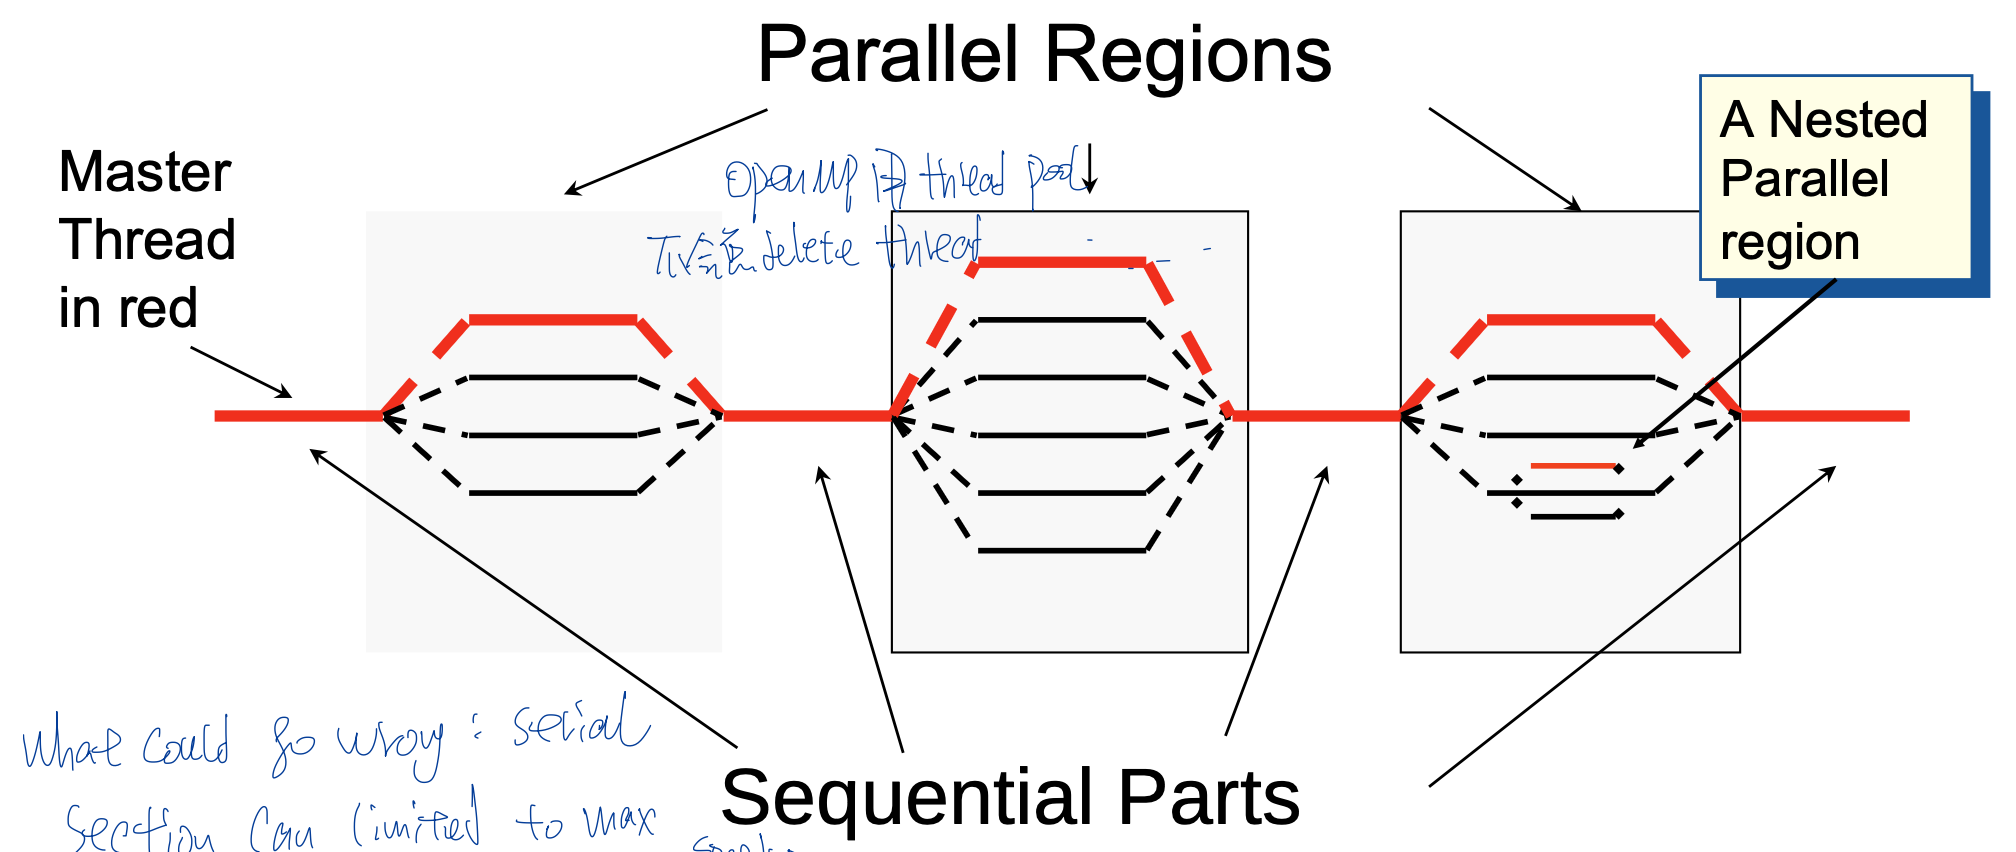 Parallel Regions
A Nested
Parallel
region
Master
Thread
in red
OpenMP 用 thread pool
不会 delete thread
What could go wrong : serial
section can limited to max
Sequential Parts